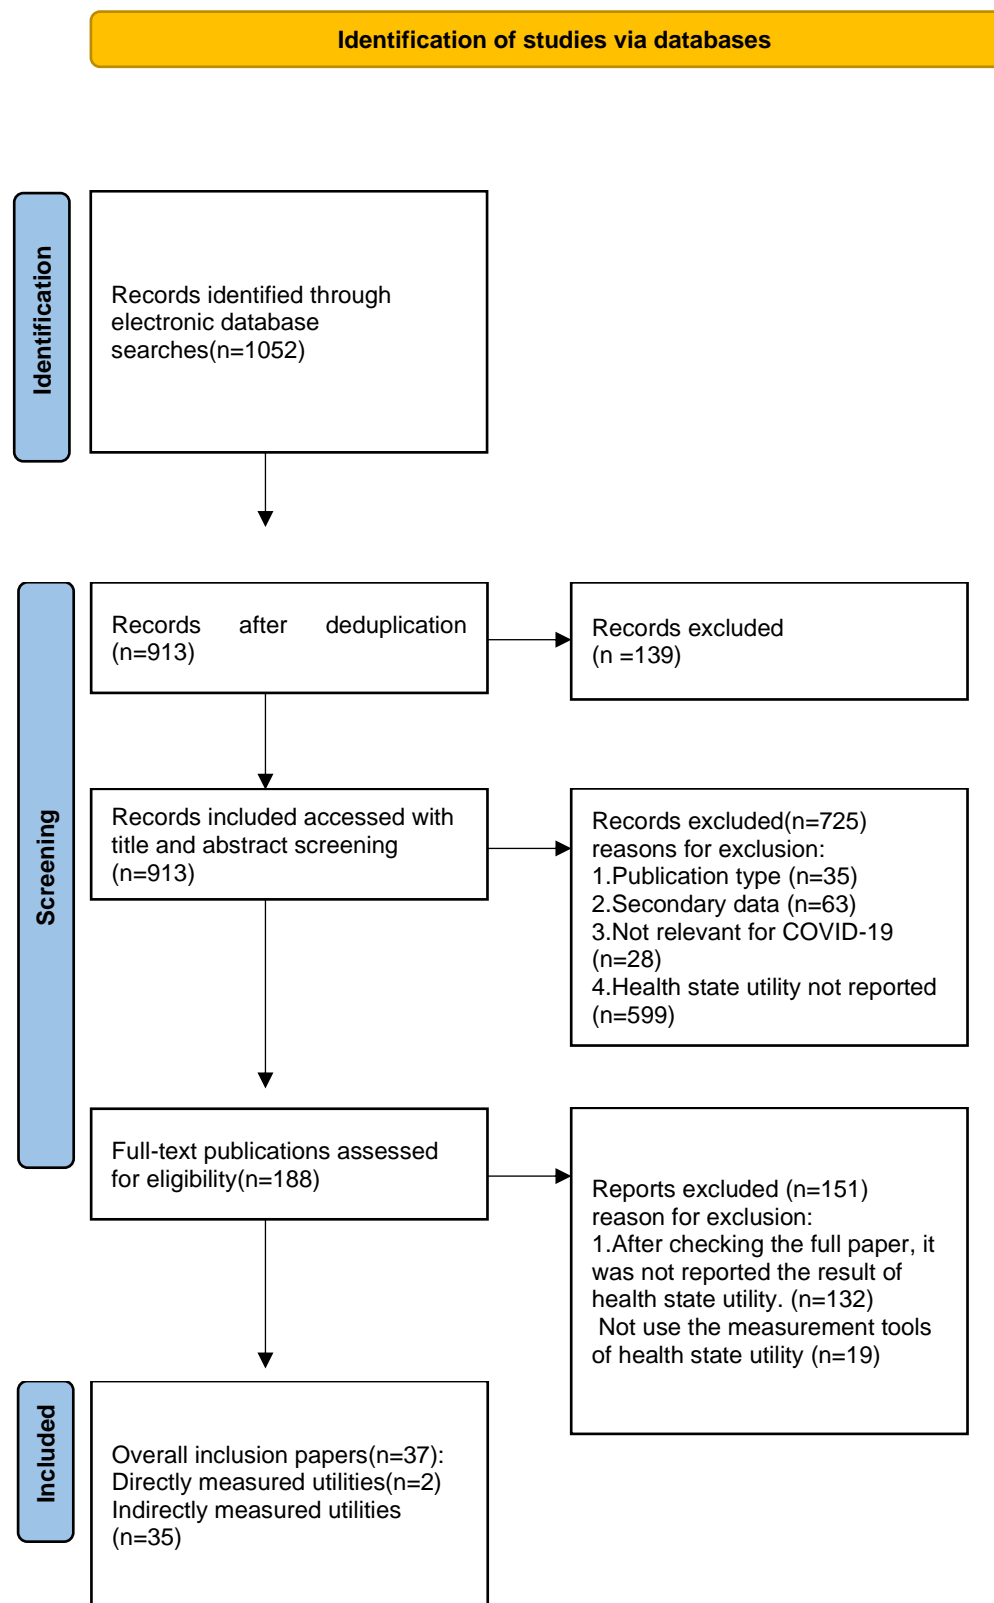 Identification of studies via databases
Identification
Records identified through
electronic database
searches(n=1052)
Screening
Records after deduplication
(n=913)
Records excluded
(n =139)
Records included accessed with
title and abstract screening
(n=913)
Records excluded(n=725)
reasons for exclusion:
1.Publication type (n=35)
2.Secondary data (n=63)
3.Not relevant for COVID-19
(n=28)
4.Health state utility not reported
(n=599)
Full-text publications assessed
for eligibility(n=188)
Reports excluded (n=151)
reason for exclusion:
1.After checking the full paper, it
was not reported the result of
health state utility. (n=132)
Not use the measurement tools
of health state utility (n=19)
Included
Overall inclusion papers(n=37):
Directly measured utilities(n=2)
Indirectly measured utilities
(n=35)